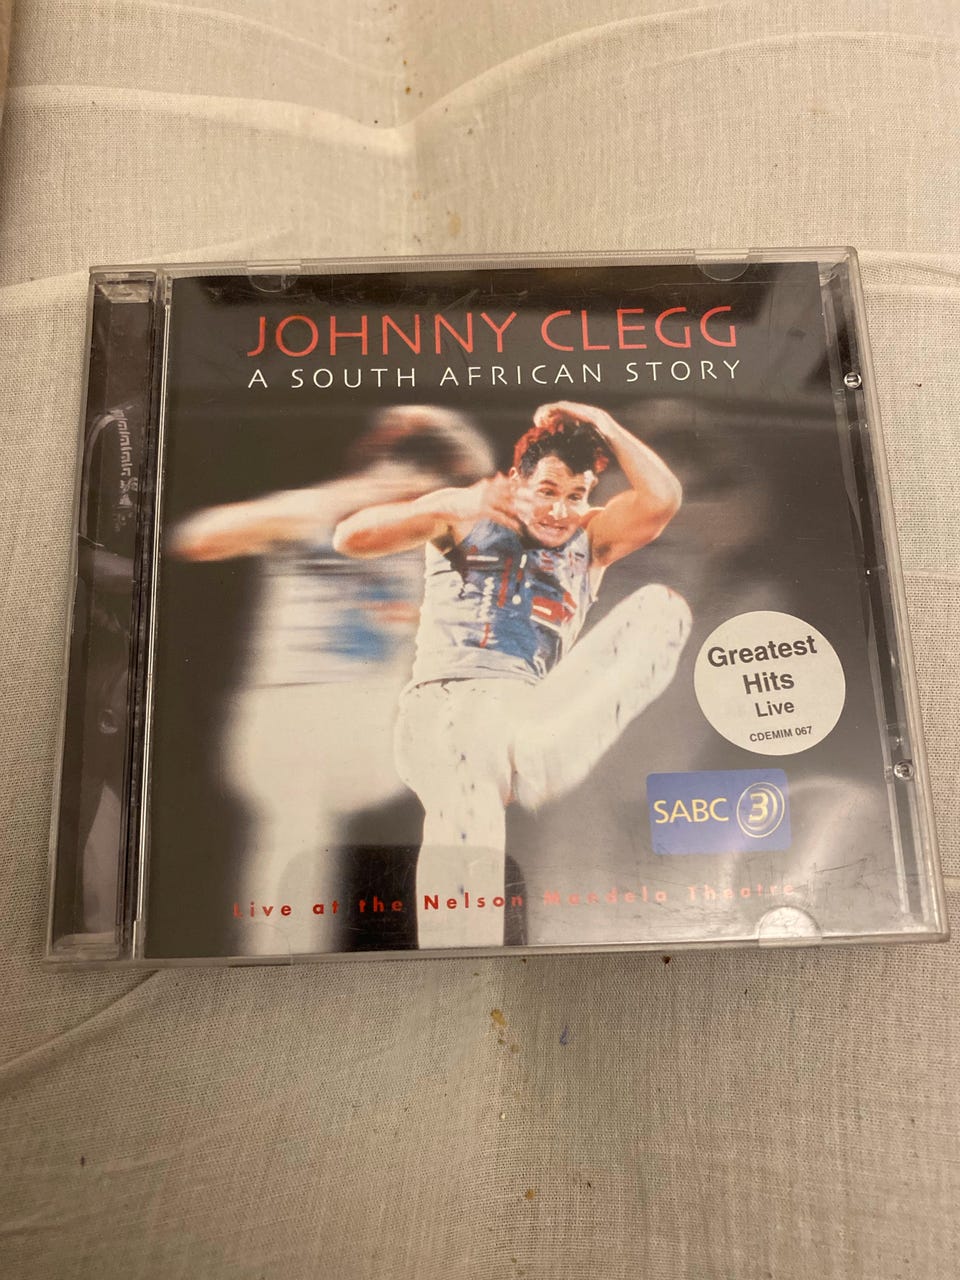 JOHNNY CLEGG
A SOUTH AFRICAN STORY
Greatest
Hits
Live
CDEMIM 067
SABC 3
Live at the Nelson Mandela Theatre